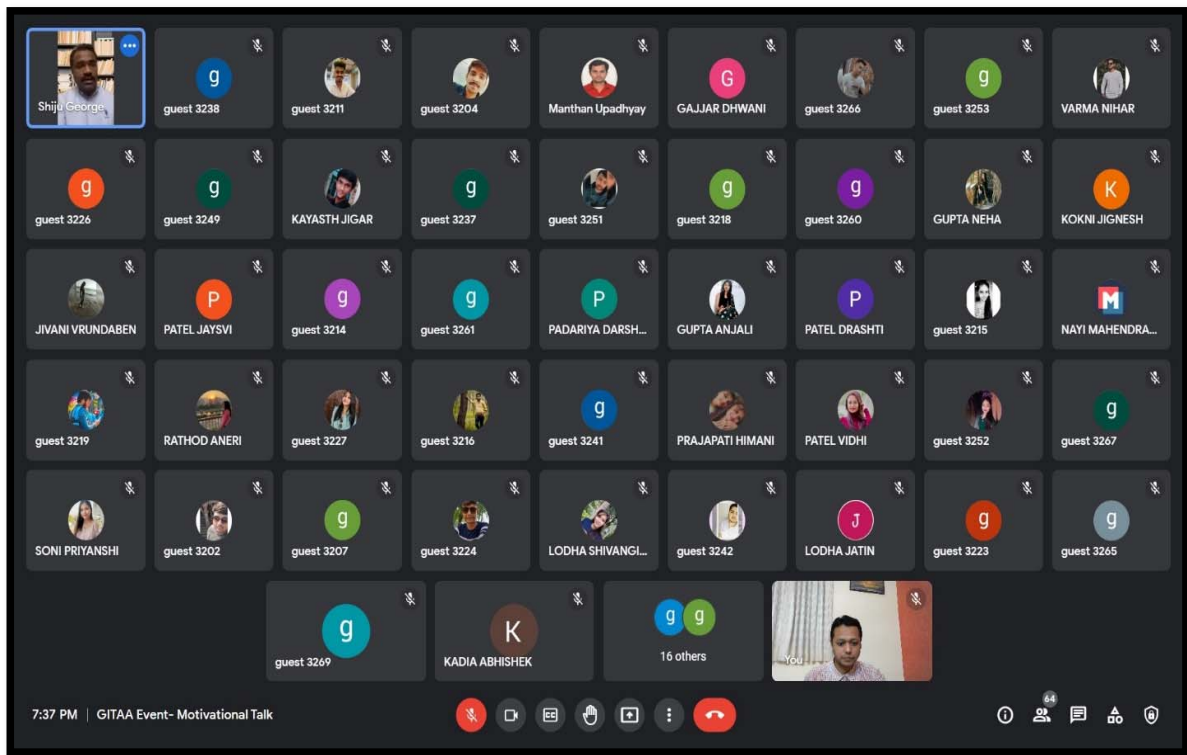 Shiju George
g
guest 3238
guest 3211
guest 3204
Manthan Upadhyay
G
GAJJAR DHWANI
guest 3266
g
guest 3253
VARMA NIHAR
g
guest 3226
g
guest 3249
KAYASTH JIGAR
g
guest 3237
guest 3251
g
guest 3218
g
guest 3260
GUPTA NEHA
K
KOKNI JIGNESH
JIVANI VRUNDABEN
P
PATEL JAYSVI
g
guest 3214
g
guest 3261
P
PADARIYA DARSH...
GUPTA ANJALI
P
PATEL DRASHTI
guest 3215
M
NAYI MAHENDRA...
guest 3219
RATHOD ANERI
guest 3227
guest 3216
g
guest 3241
PRAJAPATI HIMANI
PATEL VIDHI
guest 3252
g
guest 3267
SONI PRIYANSHI
guest 3202
g
guest 3207
guest 3224
LODHA SHIVANGI...
guest 3242
J
LODHA JATIN
g
guest 3223
g
guest 3265
g
guest 3269
K
KADIA ABHISHEK
g g
16 others
You
7:37 PM | GITAA Event- Motivational Talk
CC
64